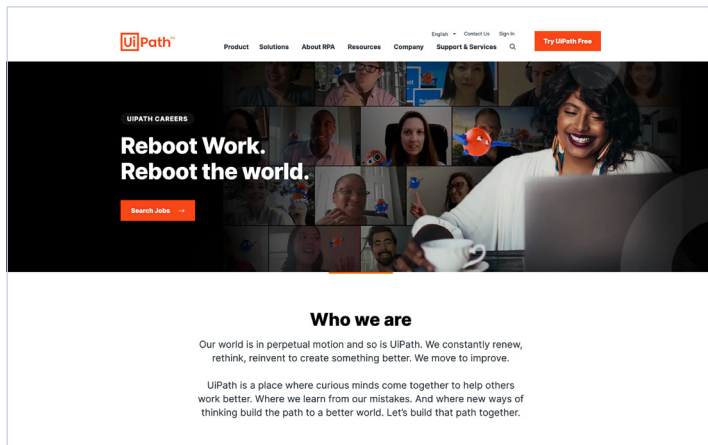 English
Contact Us
Sign In
UiPath™
Product
Solutions
About RPA
Resources
Company
Support & Services
Try UiPath Free
UIPATH CAREERS
Reboot Work.
Reboot the world.
Search Jobs →
Who we are
Our world is in perpetual motion and so is UiPath. We constantly renew,
rethink, reinvent to create something better. We move to improve.
UiPath is a place where curious minds come together to help others
work better. Where we learn from our mistakes. And where new ways of
thinking build the path to a better world. Let's build that path together.